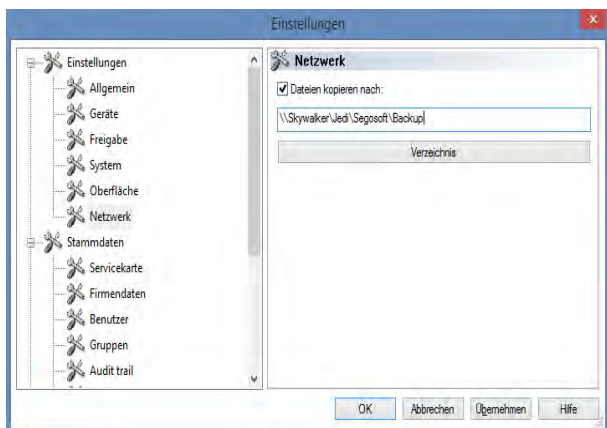 Einstellungen
Einstellungen
Allgemein
Geräte
Freigabe
System
Oberfläche
Netzwerk
Stammdaten
Servicekarte
Firmendaten
Benutzer
Gruppen
Audit trail
Netzwerk
Dateien kopieren nach:
\\Skywalker\Jedi\Segosoft\Backup
Verzeichnis
OK
Abbrechen
Übernehmen
Hilfe